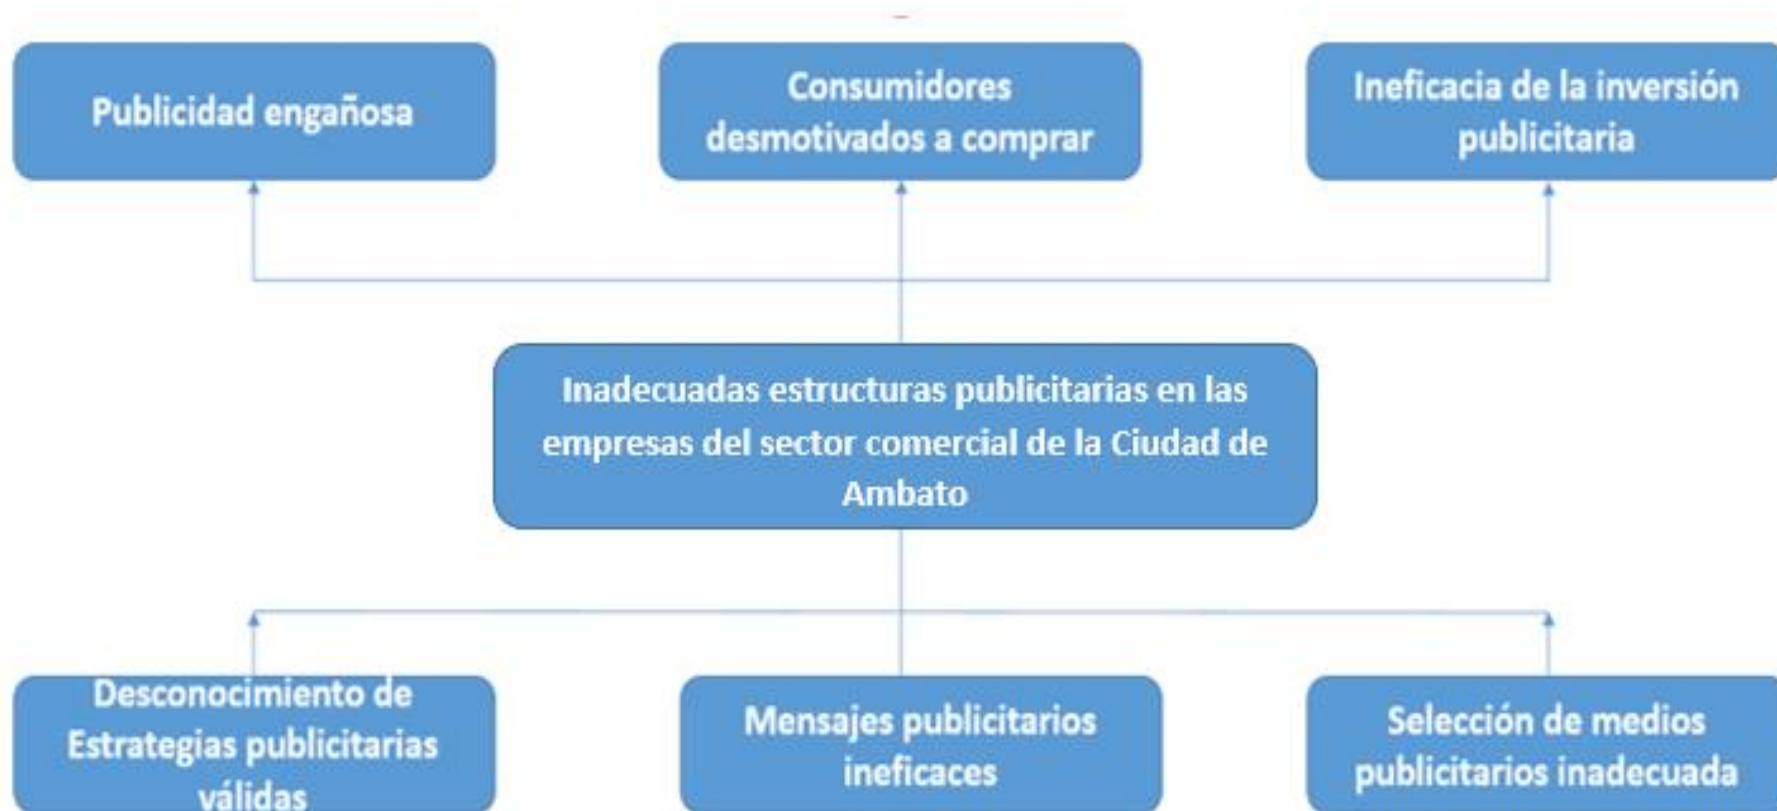 Publicidad engañosa
Consumidores
desmotivados a comprar
Ineficacia de la inversión
publicitaria
Inadecuadas estructuras publicitarias en las
empresas del sector comercial de la Ciudad de
Ambato
Desconocimiento de
Estrategias publicitarias
válidas
Mensajes publicitarios
ineficaces
Selección de medios
publicitarios inadecuada